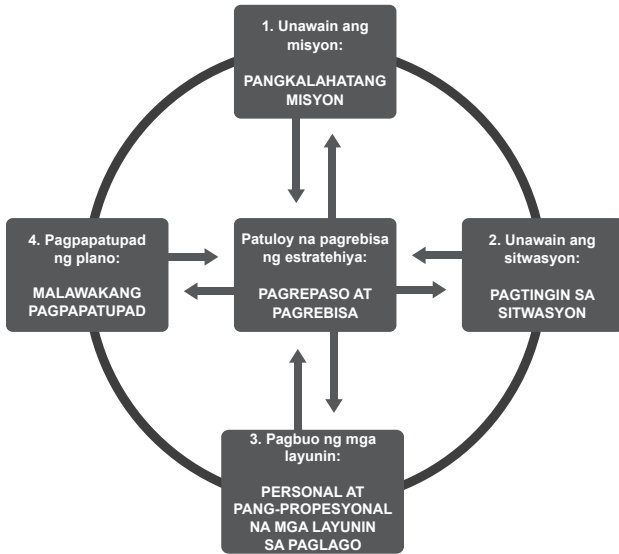 1. Unawain ang
misyon:
PANGKALAHATANG
MISYON
4. Pagpapatupad
ng plano:
MALAWAKANG
PAGPAPATUPAD
Patuloy na pagrebisa
ng estratehiya:
PAGREPASO AT
PAGREBISA
2. Unawain ang
sitwasyon:
PAGTINGIN SA
SITWASYON
3. Pagbuo ng mga
layunin:
PERSONAL AT
PANG-PROPESYONAL
NA MGA LAYUNIN
SA PAGLAGO